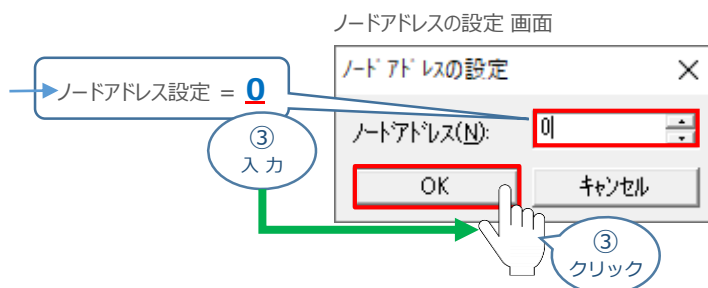 ノードアドレスの設定 画面
ノード アドレスの設定
ノードアドレス設定 = 0
ノードアドレス(N): 0
③
入 力
OK キャンセル
③
クリック